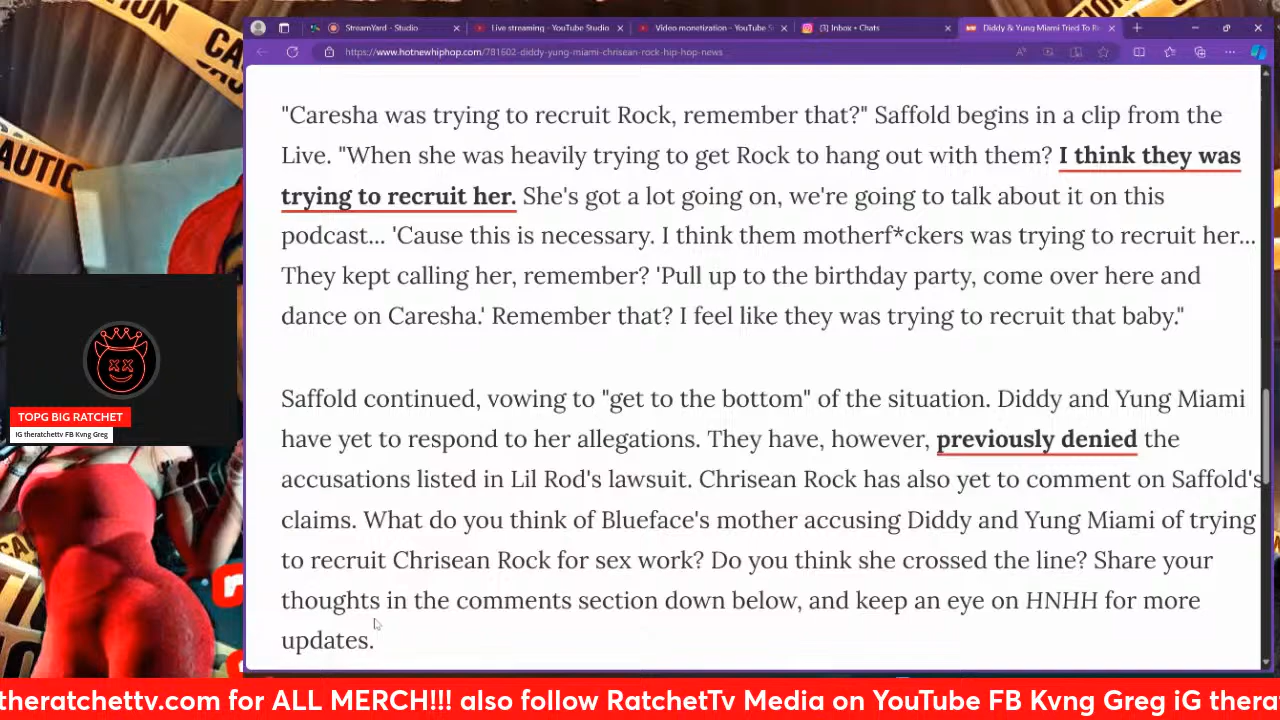 CAUTION
StreamYard - Studio
Live streaming - YouTube Studio
Video monetization - YouTube S
Inbox • Chats
Diddy & Yung Miami Tried To R
https://www.hotnewhiphop.com/781602-diddy-yung-miami-chrisean-rock-hip-hop-news
"Caresha was trying to recruit Rock, remember that?" Saffold begins in a clip from the
Live. "When she was heavily trying to get Rock to hang out with them? I think they was
trying to recruit her. She's got a lot going on, we're going to talk about it on this
podcast... 'Cause this is necessary. I think them motherf*ckers was trying to recruit her...
They kept calling her, remember? 'Pull up to the birthday party, come over here and
dance on Caresha.' Remember that? I feel like they was trying to recruit that baby."
Saffold continued, vowing to "get to the bottom" of the situation. Diddy and Yung Miami
have yet to respond to her allegations. They have, however, previously denied the
accusations listed in Lil Rod's lawsuit. Chrisean Rock has also yet to comment on Saffold's
claims. What do you think of Blueface's mother accusing Diddy and Yung Miami of trying
to recruit Chrisean Rock for sex work? Do you think she crossed the line? Share your
thoughts in the comments section down below, and keep an eye on HNHH for more
updates.
TOPG BIG RATCHET
IG theratchettv FB Kvng Greg
theratchettv.com for ALL MERCH!!! also follow RatchetTv Media on YouTube FB Kvng Greg iG thera